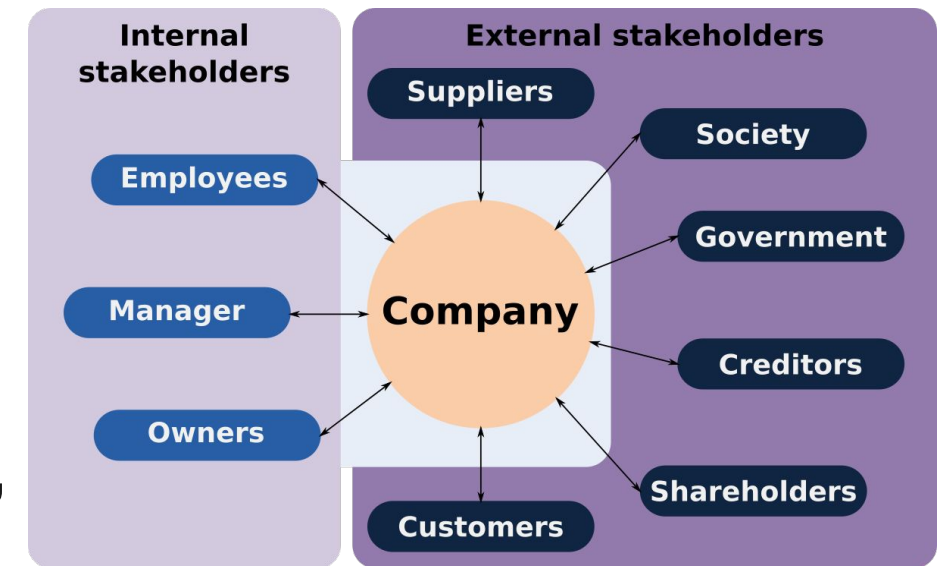 Internal
stakeholders
External stakeholders
Suppliers
Society
Employees
Government
Manager
Company
Creditors
Owners
Shareholders
Customers